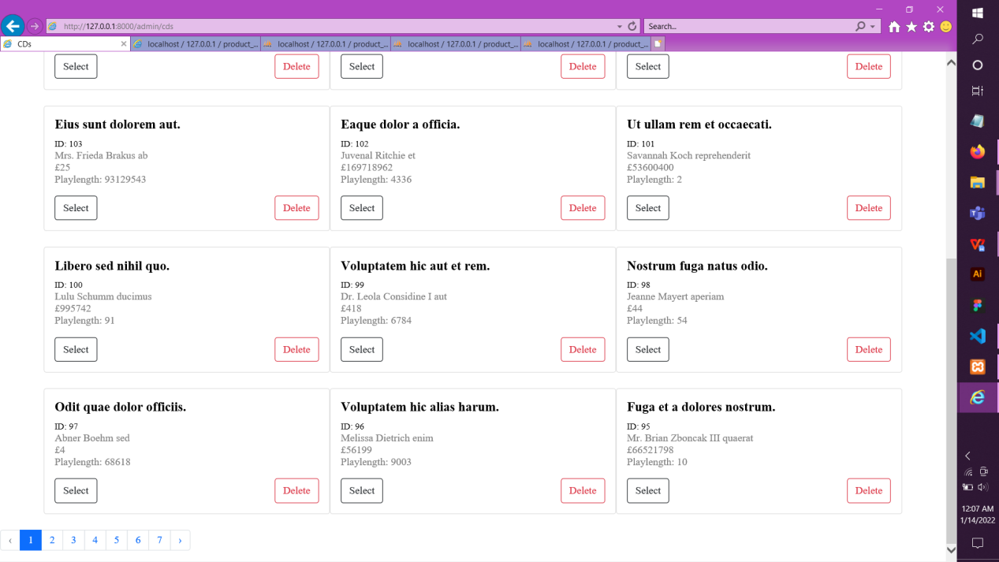 http://127.0.0.1:8000/admin/cds
Search...
CDs
localhost / 127.0.0.1 / product_...
localhost / 127.0.0.1 / product_...
localhost / 127.0.0.1 / product_...
localhost / 127.0.0.1 / product_...
Select Delete Select Delete Select Delete
Eius sunt dolorem aut.
ID: 103
Mrs. Frieda Brakus ab
£25
Playlength: 93129543
Select Delete
Eaque dolor a officia.
ID: 102
Juvenal Ritchie et
£169718962
Playlength: 4336
Select Delete
Ut ullam rem et occaecati.
ID: 101
Savannah Koch reprehenderit
£53600400
Playlength: 2
Select Delete
Libero sed nihil quo.
ID: 100
Lulu Schumm ducimus
£995742
Playlength: 91
Select Delete
Voluptatem hic aut et rem.
ID: 99
Dr. Leola Considine I aut
£418
Playlength: 6784
Select Delete
Nostrum fuga natus odio.
ID: 98
Jeanne Mayert aperiam
£44
Playlength: 54
Select Delete
Odit quae dolor officiis.
ID: 97
Abner Boehm sed
£4
Playlength: 68618
Select Delete
Voluptatem hic alias harum.
ID: 96
Melissa Dietrich enim
£56199
Playlength: 9003
Select Delete
Fuga et a dolores nostrum.
ID: 95
Mr. Brian Zboncak III quaerat
£66521798
Playlength: 10
Select Delete
‹ 1 2 3 4 5 6 7 ›
Ai
12:07 AM
1/14/2022